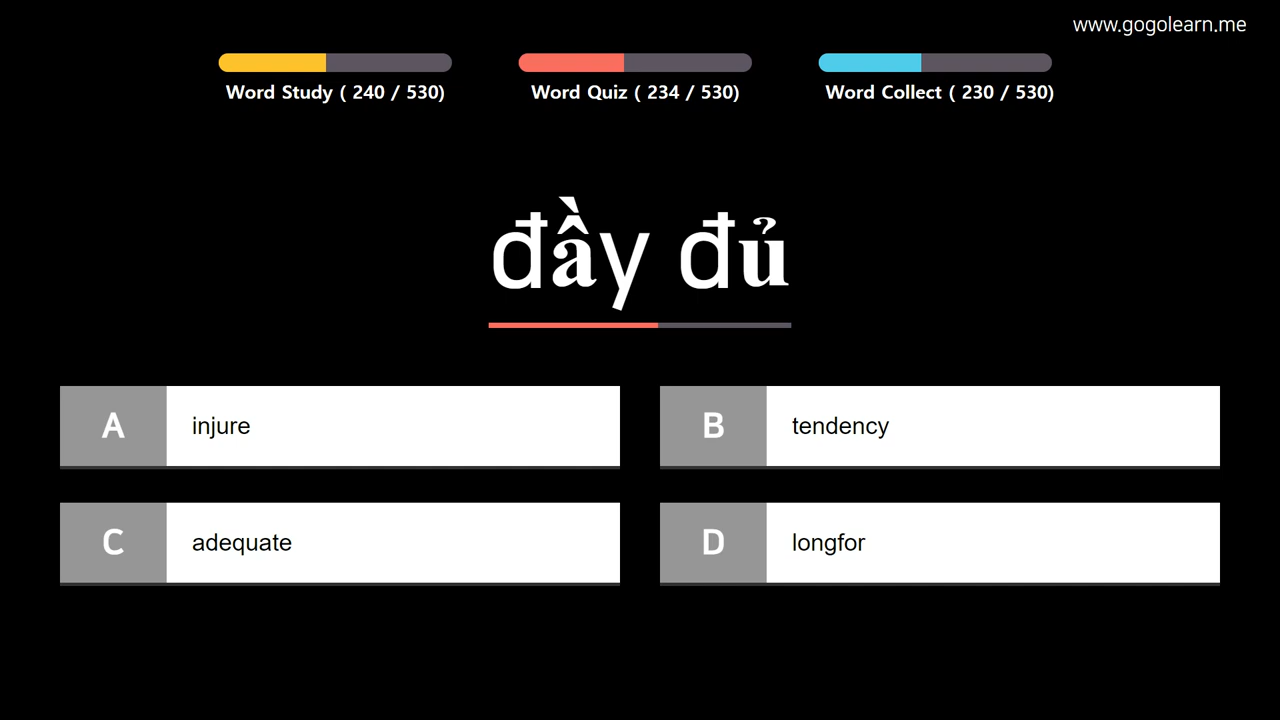 www.gogolearn.me
Word Study ( 240 / 530)
Word Quiz ( 234 / 530)
Word Collect ( 230 / 530)
đầy đủ
A injure
B tendency
C adequate
D longfor